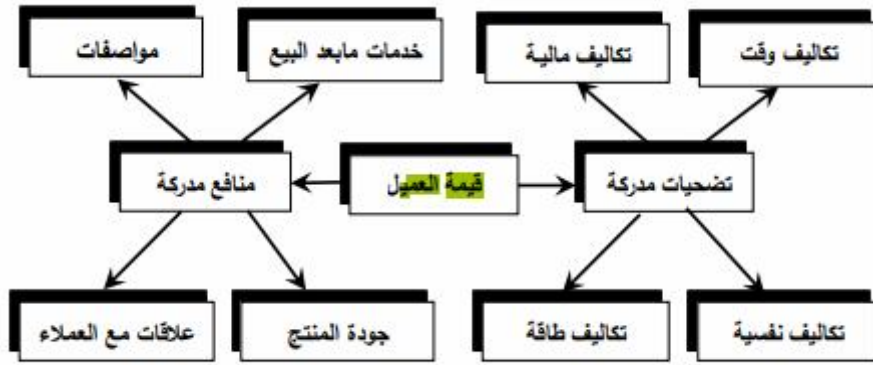 تكاليف وقت
تكاليف مالية
خدمات مابعد البيع
مواصفات
تضحيات مدركة
قيمة العميل
منافع مدركة
تكاليف نفسية
تكاليف طاقة
جودة المنتج
علاقات مع العملاء